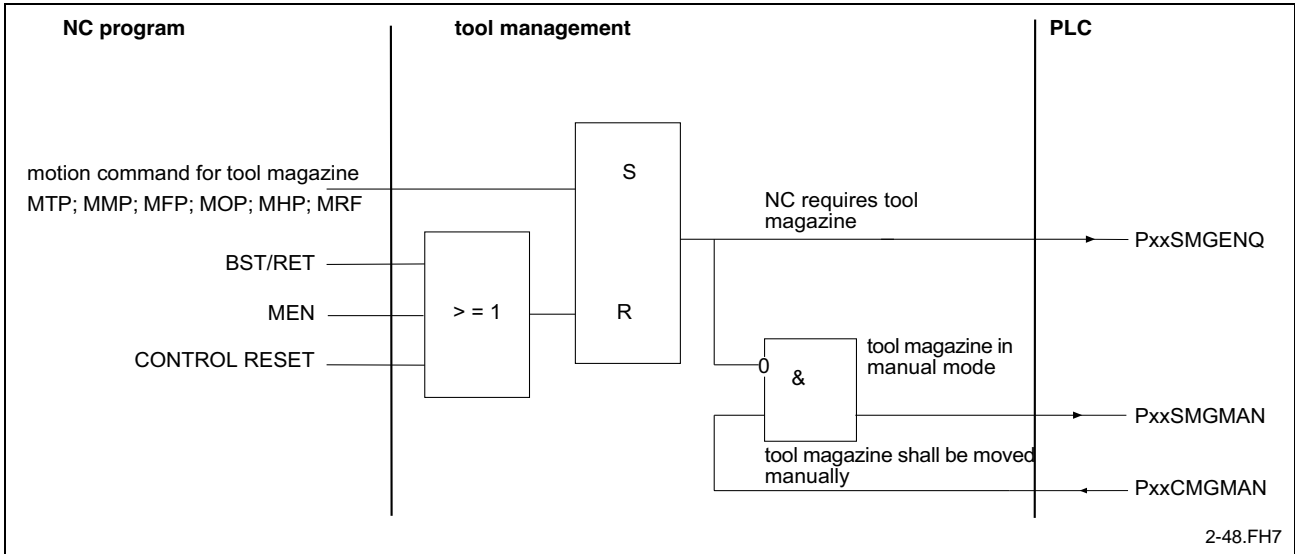 NC program
tool management
PLC
motion command for tool magazine
MTP; MMP; MFP; MOP; MHP; MRF
S
NC requires tool
magazine
PxxSMGENQ
BST/RET
MEN
> = 1
R
CONTROL RESET
0
&
tool magazine in
manual mode
PxxSMGMAN
tool magazine shall be moved
manually
PxxCMGMAN
2-48.FH7